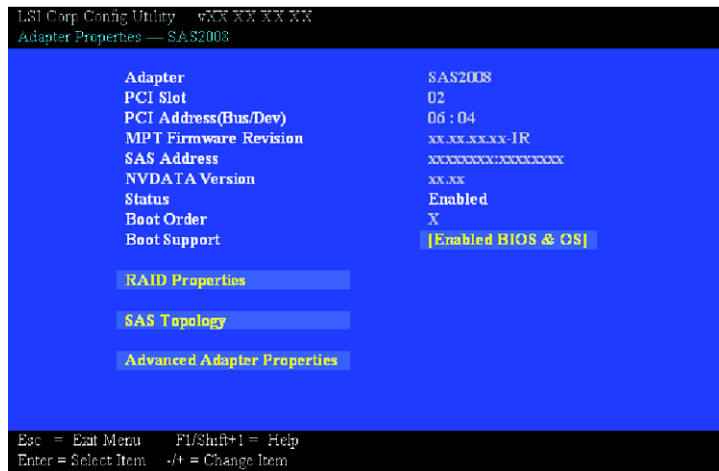 LSI Corp Config Utility vXX XX XX XX
Adapter Properties — SAS2008
Adapter SAS2008
PCI Slot 02
PCI Address(Bus/Dev) 06 : 04
MPT Firmware Revision xx.xx.xx.xx-IR
SAS Address xxxxxxxx:xxxxxxxx
NVDATA Version xx.xx
Status Enabled
Boot Order X
Boot Support [Enabled BIOS & OS]
RAID Properties
SAS Topology
Advanced Adapter Properties
Esc = Exit Menu F1/Shift+1 = Help
Enter = Select Item -/+ = Change Item